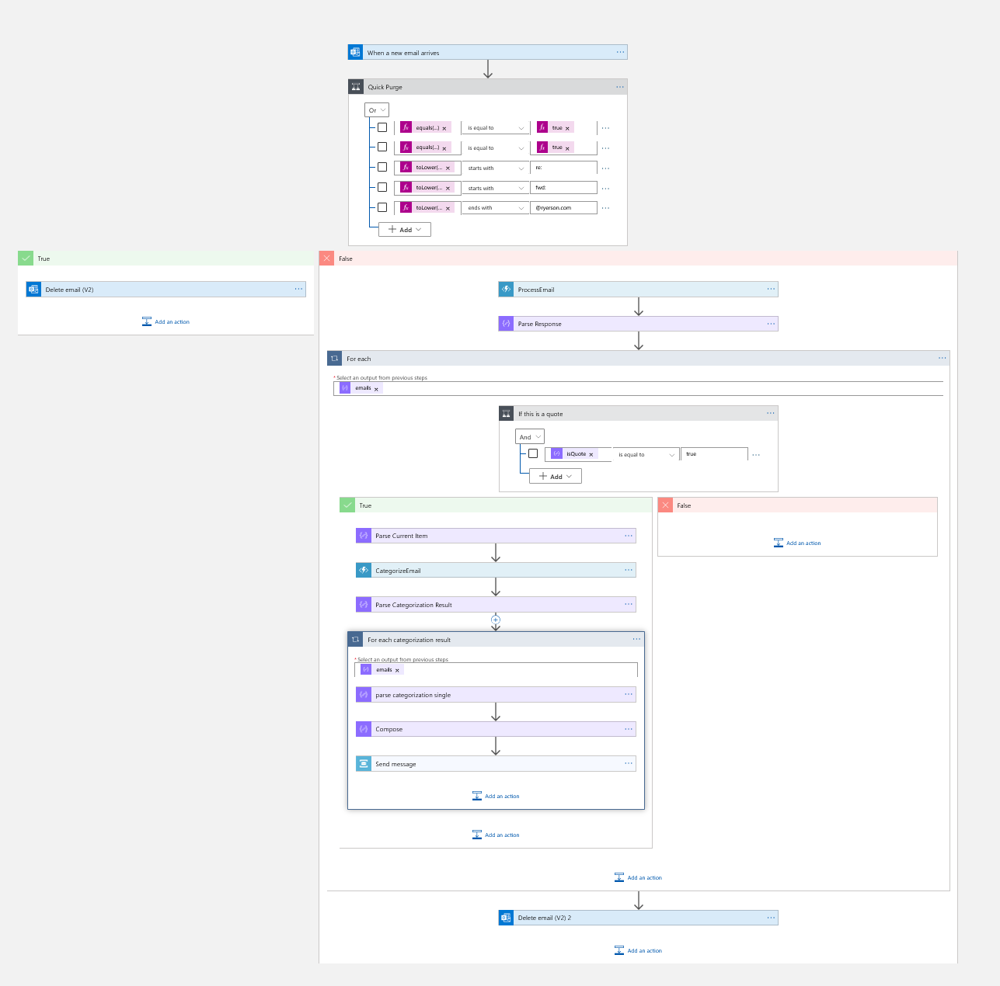 When a new email arrives
Quick Purge
Or
equals(...) is equal to true
equals(...) is equal to true
toLower(... starts with re:
toLower(... starts with fwd:
toLower(... ends with @ryerson.com
Add
True
False
Delete email (V2)
Add an action
ProcessEmail
Parse Response
For each
* Select an output from previous steps
emails
If this is a quote
And
isQuote is equal to true
Add
True
False
Parse Current Item
Add an action
CategorizeEmail
Parse Categorization Result
For each categorization result
* Select an output from previous steps
emails
parse categorization single
Compose
Send message
Add an action
Add an action
Add an action
Delete email (V2) 2
Add an action